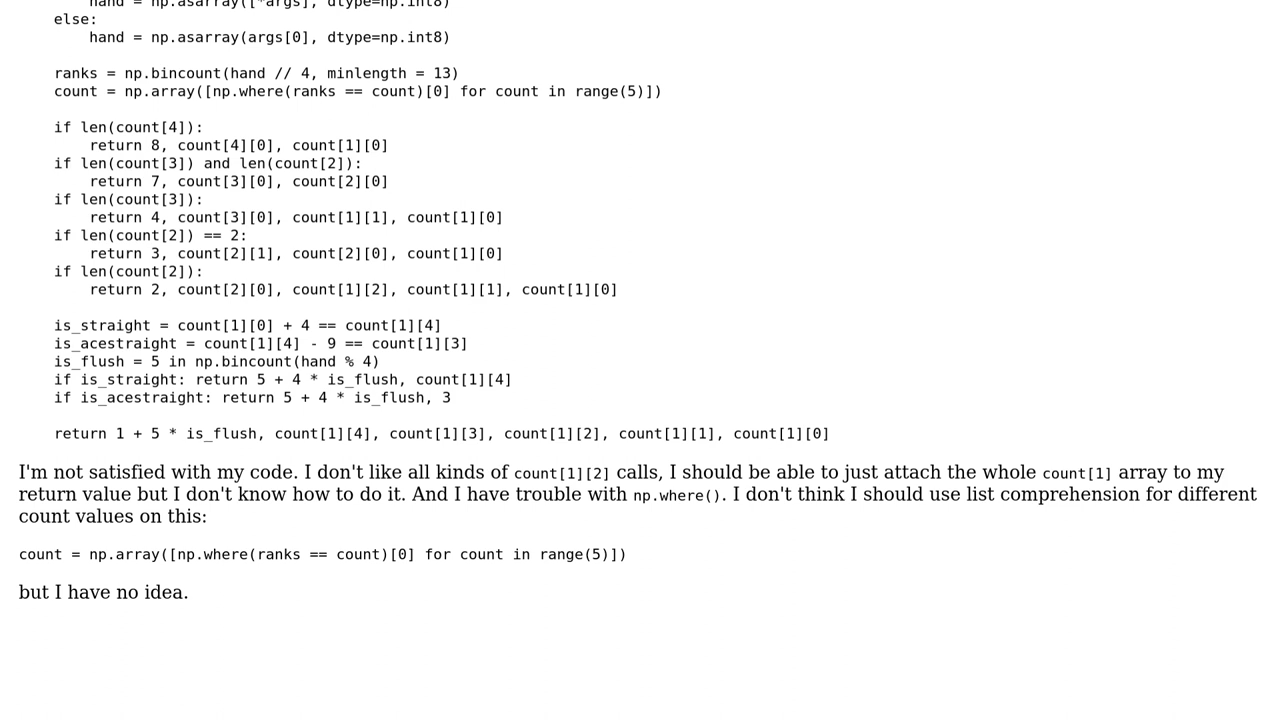 hand = np.asarray([*args], dtype=np.int8)
else:
hand = np.asarray(args[0], dtype=np.int8)
ranks = np.bincount(hand // 4, minlength = 13)
count = np.array([np.where(ranks == count)[0] for count in range(5)])
if len(count[4]):
return 8, count[4][0], count[1][0]
if len(count[3]) and len(count[2]):
return 7, count[3][0], count[2][0]
if len(count[3]):
return 4, count[3][0], count[1][1], count[1][0]
if len(count[2]) == 2:
return 3, count[2][1], count[2][0], count[1][0]
if len(count[2]):
return 2, count[2][0], count[1][2], count[1][1], count[1][0]
is_straight = count[1][0] + 4 == count[1][4]
is_acestraight = count[1][4] - 9 == count[1][3]
is_flush = 5 in np.bincount(hand % 4)
if is_straight: return 5 + 4 * is_flush, count[1][4]
if is_acestraight: return 5 + 4 * is_flush, 3
return 1 + 5 * is_flush, count[1][4], count[1][3], count[1][2], count[1][1], count[1][0]
I'm not satisfied with my code. I don't like all kinds of count[1][2] calls, I should be able to just attach the whole count[1] array to my
return value but I don't know how to do it. And I have trouble with np.where(). I don't think I should use list comprehension for different
count values on this:
count = np.array([np.where(ranks == count)[0] for count in range(5)])
but I have no idea.